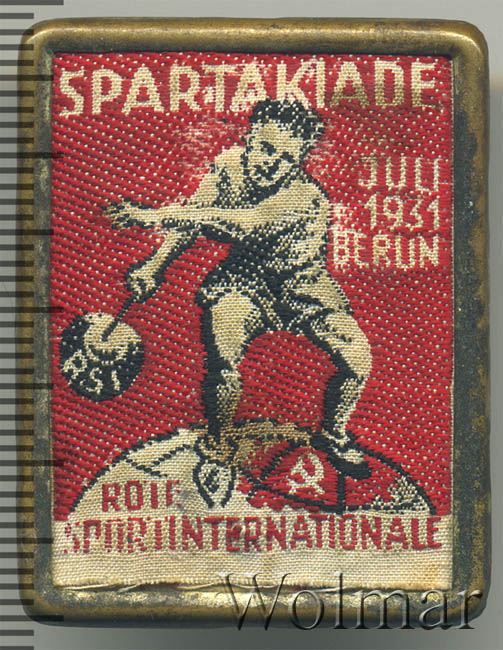 SPARTAKIADE
JULI
1931
BERLIN
RSI
ROTE
SPORTINTERNATIONALE
Wolmar